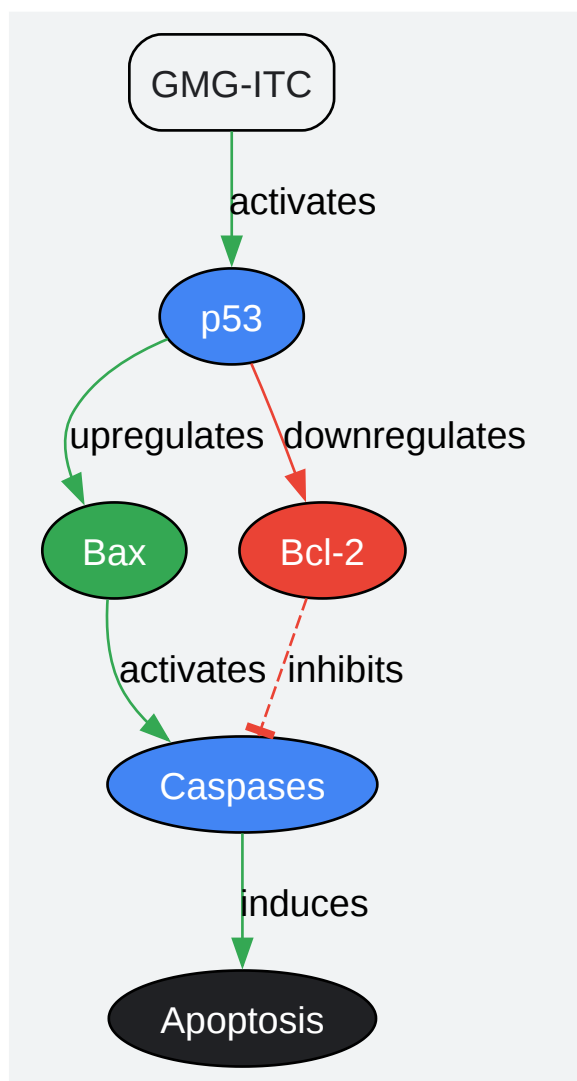 GMG-ITC
activates
p53
upregulates
downregulates
Bax
Bcl-2
activates
inhibits
Caspases
induces
Apoptosis